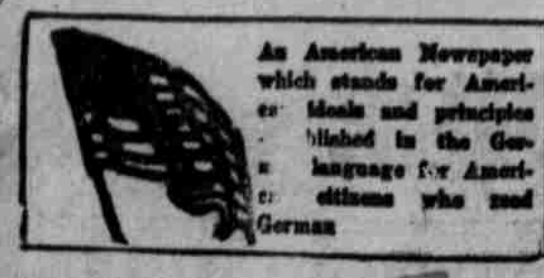 An American Newspaper
which stands for Ameri-
ideals and principles
in the Ger-
language for Ameri-
citizens who read
German